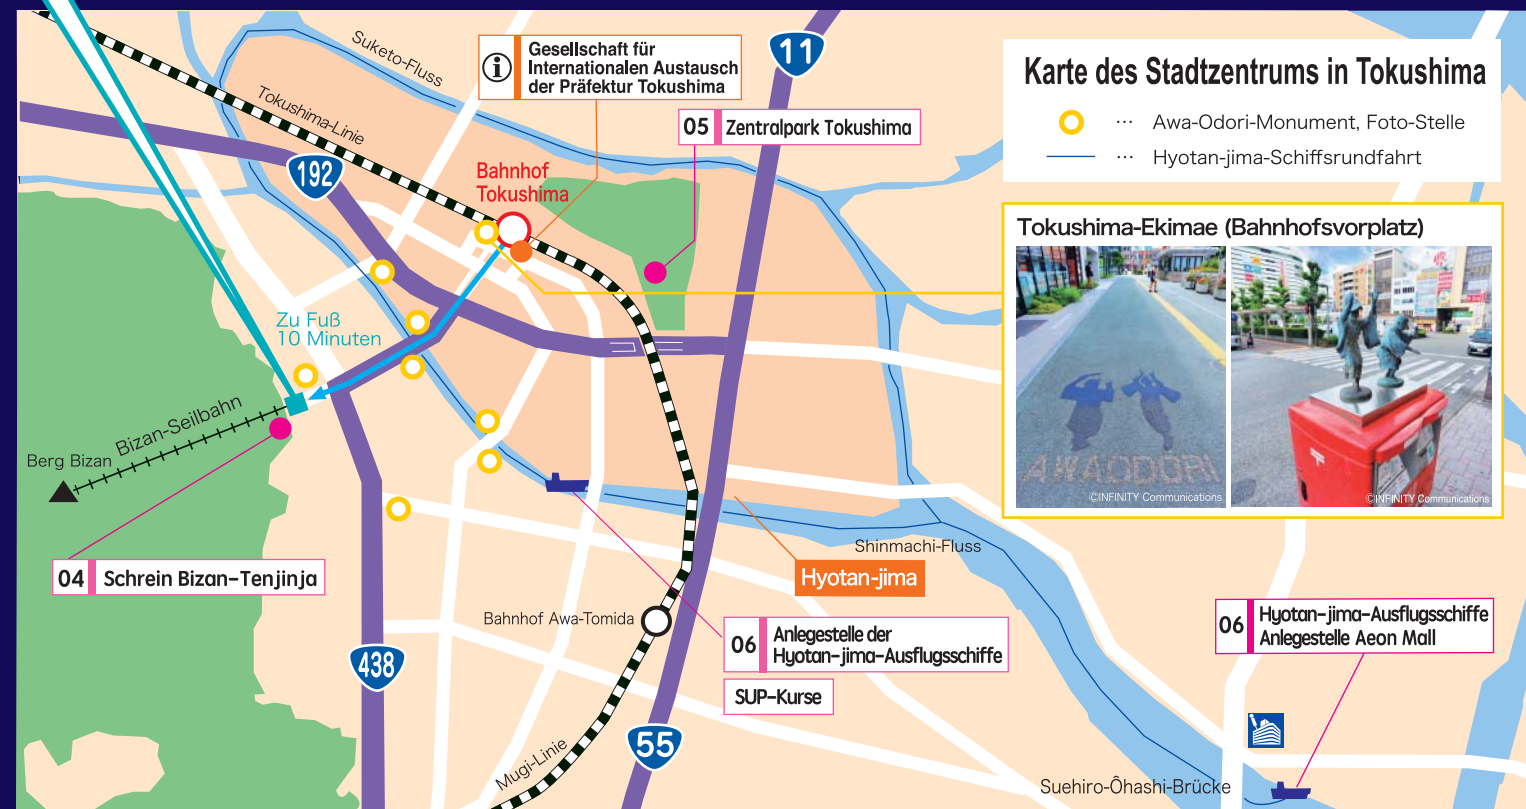 Karte des Stadtzentrums in Tokushima
··· Awa-Odori-Monument, Foto-Stelle
··· Hyotan-jima-Schiffsrundfahrt
Tokushima-Ekimae (Bahnhofsvorplatz)
AWAODORI
©INFINITY Communications
©INFINITY Communications
Suketo-Fluss
Tokushima-Linie
Gesellschaft für
Internationalen Austausch
der Präfektur Tokushima
11
05 Zentralpark Tokushima
192
Bahnhof
Tokushima
Zu Fuß
10 Minuten
Bizan-Seilbahn
Berg Bizan
04 Schrein Bizan-Tenjinja
Shinmachi-Fluss
Hyotan-jima
Bahnhof Awa-Tomida
06 Anlegestelle der
Hyotan-jima-Ausflugsschiffe
SUP-Kurse
438
55
Mugi-Linie
06 Hyotan-jima-Ausflugsschiffe
Anlegestelle Aeon Mall
Suehiro-Ôhashi-Brücke